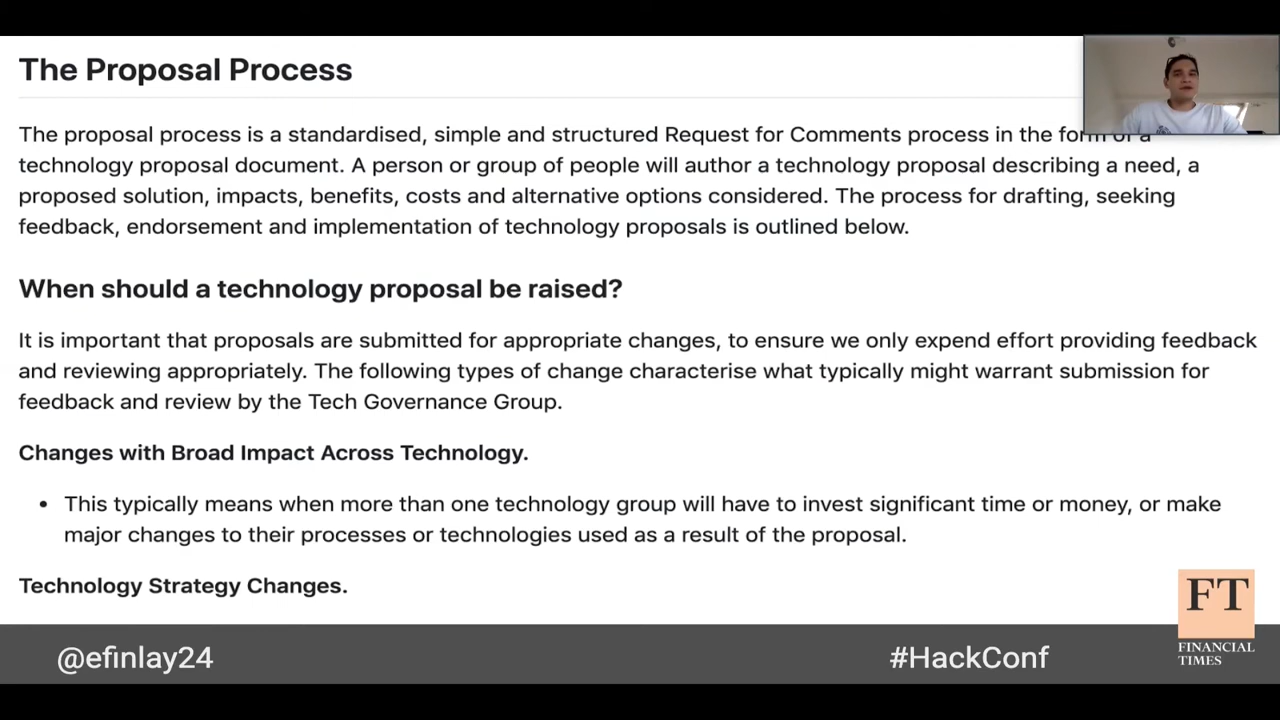 The Proposal Process
The proposal process is a standardised, simple and structured Request for Comments process in the form of a
technology proposal document. A person or group of people will author a technology proposal describing a need, a
proposed solution, impacts, benefits, costs and alternative options considered. The process for drafting, seeking
feedback, endorsement and implementation of technology proposals is outlined below.
When should a technology proposal be raised?
It is important that proposals are submitted for appropriate changes, to ensure we only expend effort providing feedback
and reviewing appropriately. The following types of change characterise what typically might warrant submission for
feedback and review by the Tech Governance Group.
Changes with Broad Impact Across Technology.
• This typically means when more than one technology group will have to invest significant time or money, or make
major changes to their processes or technologies used as a result of the proposal.
Technology Strategy Changes.
@efinlay24
#HackConf
FT
FINANCIAL
TIMES